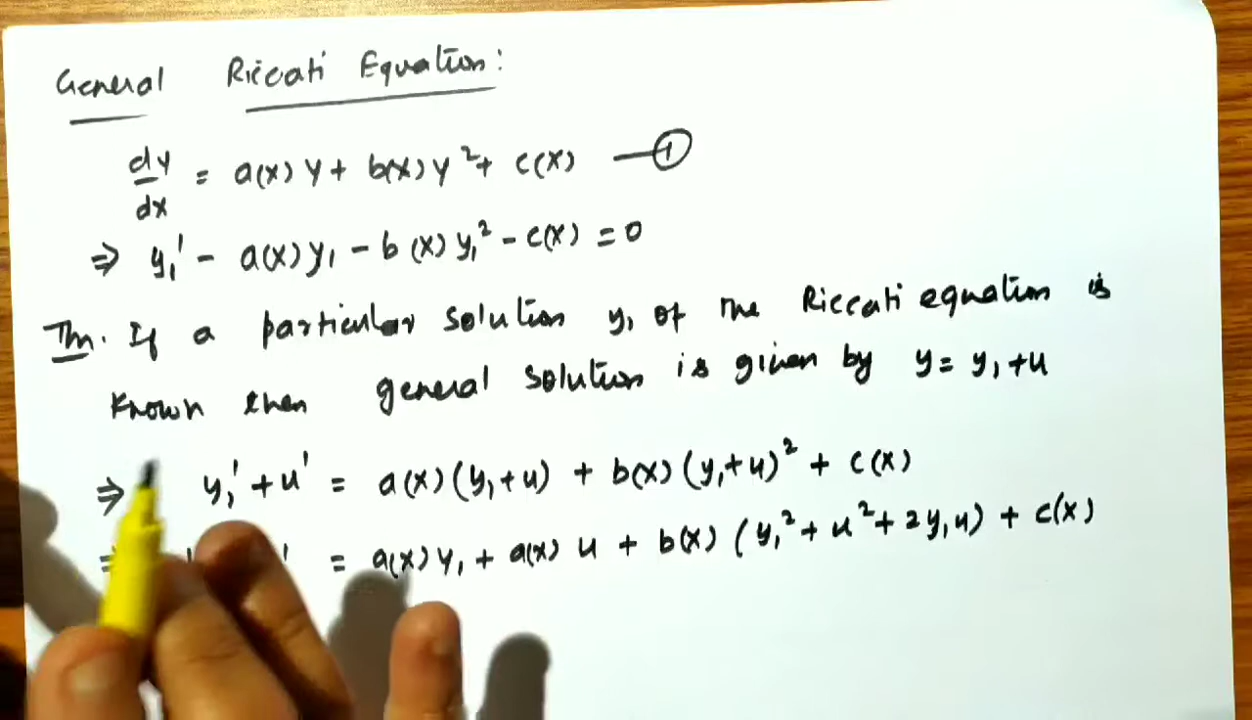 General Riccati Equation:
dy/dx = a(x) y + b(x) y² + c(x) —①
⇒ y₁' - a(x) y₁ - b(x) y₁² - c(x) = 0
Thm. If a particular solution y₁ of the Riccati equation is
known then general solution is given by y = y₁+u
⇒ y₁' + u' = a(x) (y₁+u) + b(x) (y₁+u)² + c(x)
= a(x) y₁ + a(x) u + b(x) (y₁² + u² + 2y₁u) + c(x)